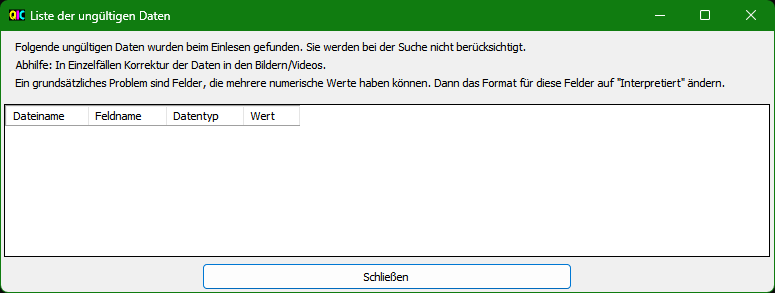 QIC Liste der ungültigen Daten
Folgende ungültigen Daten wurden beim Einlesen gefunden. Sie werden bei der Suche nicht berücksichtigt.
Abhilfe: In Einzelfällen Korrektur der Daten in den Bildern/Videos.
Ein grundsätzliches Problem sind Felder, die mehrere numerische Werte haben können. Dann das Format für diese Felder auf "Interpretiert" ändern.
Dateiname Feldname Datentyp Wert
Schließen